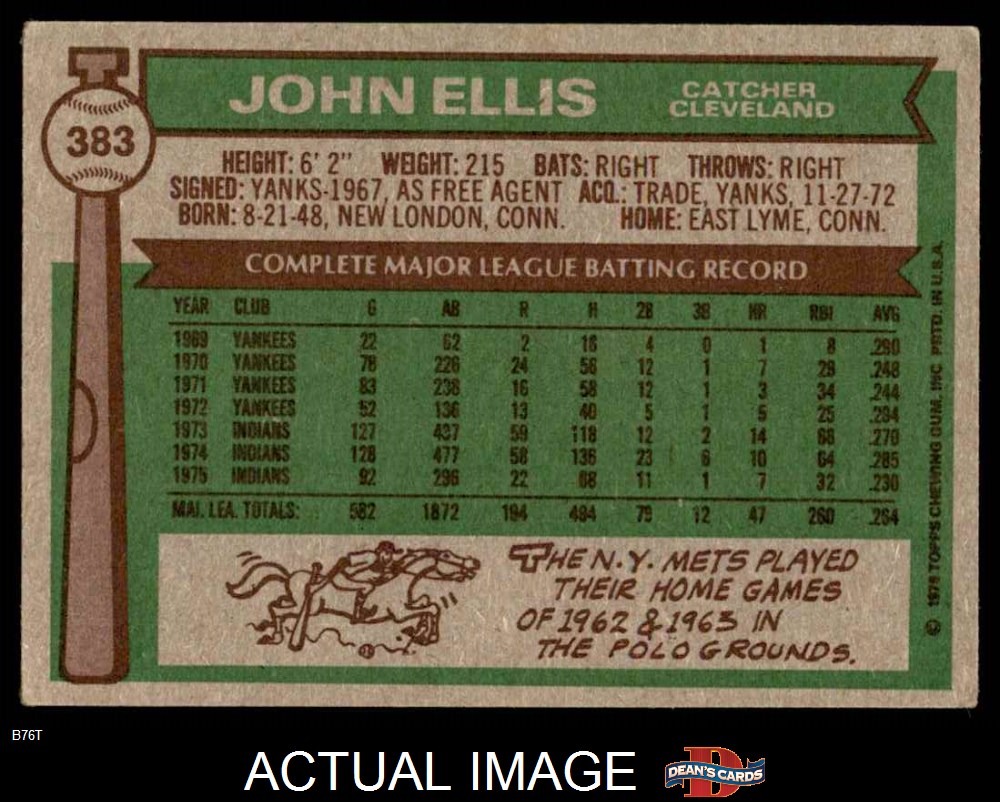 383
JOHN ELLIS
CATCHER
CLEVELAND
HEIGHT: 6' 2" WEIGHT: 215 BATS: RIGHT THROWS: RIGHT
SIGNED: YANKS-1967, AS FREE AGENT ACQ.: TRADE, YANKS, 11-27-72
BORN: 8-21-48, NEW LONDON, CONN. HOME: EAST LYME, CONN.
COMPLETE MAJOR LEAGUE BATTING RECORD
YEAR CLUB G AB R H 2B 3B HR RBI AVG
1969 YANKEES 22 62 2 18 4 0 1 8 .290
1970 YANKEES 78 226 24 56 12 1 7 29 .248
1971 YANKEES 83 238 16 58 12 1 3 34 .244
1972 YANKEES 52 136 13 40 5 1 5 25 .294
1973 INDIANS 127 437 59 118 12 2 14 68 .270
1974 INDIANS 128 477 58 136 23 6 10 64 .285
1975 INDIANS 92 296 22 68 11 1 7 32 .230
MAJ. LEA. TOTALS: 582 1872 194 494 79 12 47 260 .264
THE N.Y. METS PLAYED
THEIR HOME GAMES
OF 1962 & 1963 IN
THE POLO GROUNDS.
© 1976 TOPPS CHEWING GUM, INC PRTD. IN U.S.A.
B76T
ACTUAL IMAGE
D
DEAN'S CARDS